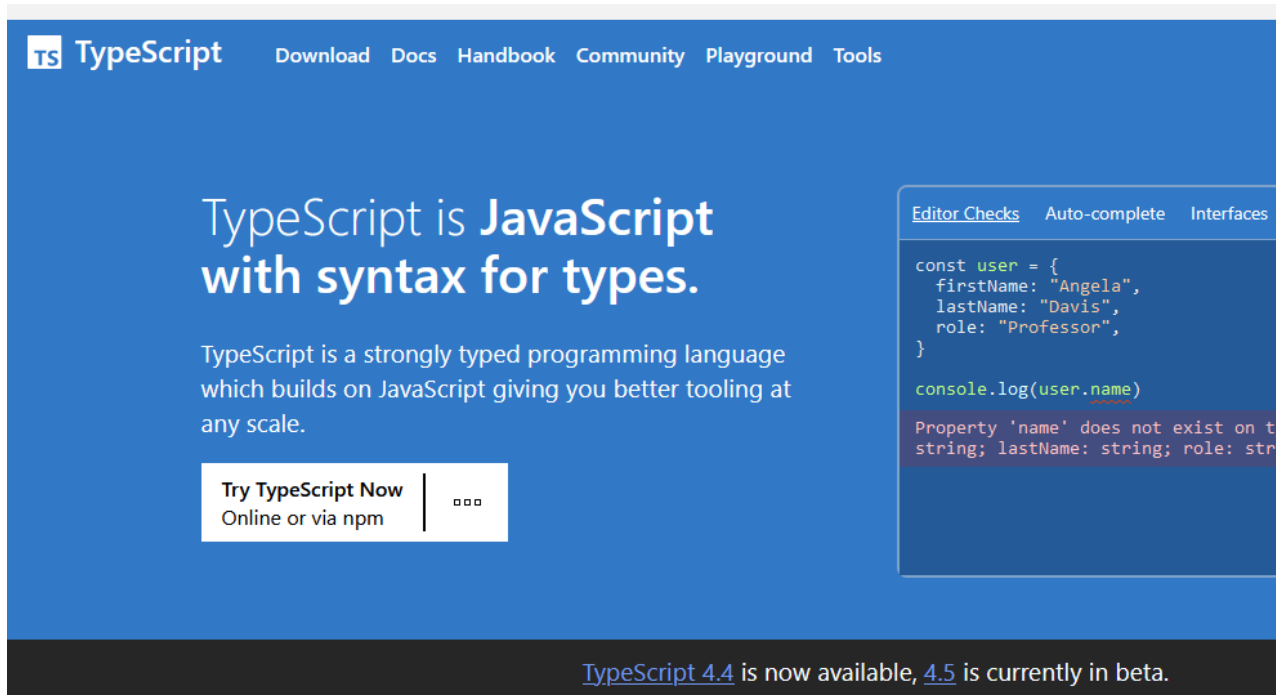 TS TypeScript
Download Docs Handbook Community Playground Tools
TypeScript is JavaScript
with syntax for types.
TypeScript is a strongly typed programming language
which builds on JavaScript giving you better tooling at
any scale.
Try TypeScript Now
Online or via npm
Editor Checks Auto-complete Interfaces
const user = {
  firstName: "Angela",
  lastName: "Davis",
  role: "Professor",
}
console.log(user.name)
Property 'name' does not exist on t
string; lastName: string; role: str
TypeScript 4.4 is now available, 4.5 is currently in beta.